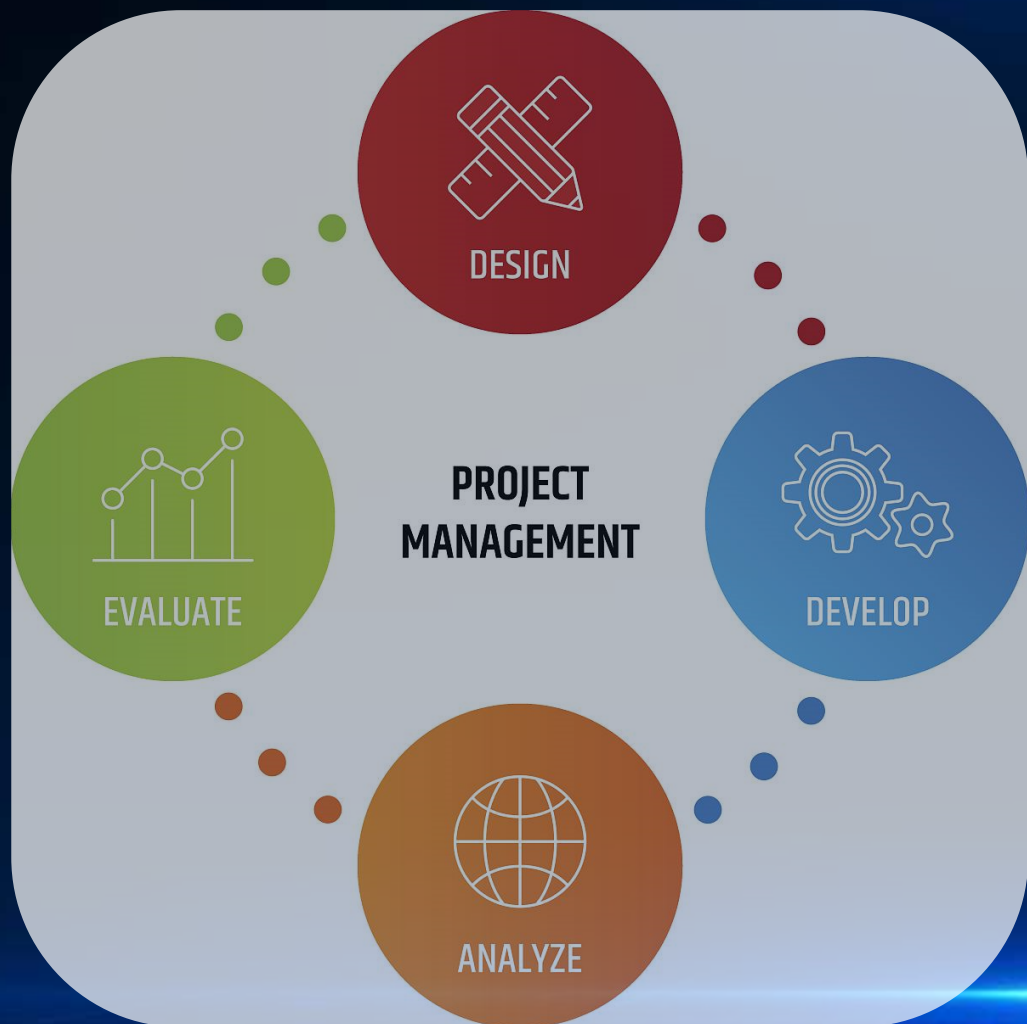 DESIGN
PROJECT
MANAGEMENT
EVALUATE
DEVELOP
ANALYZE